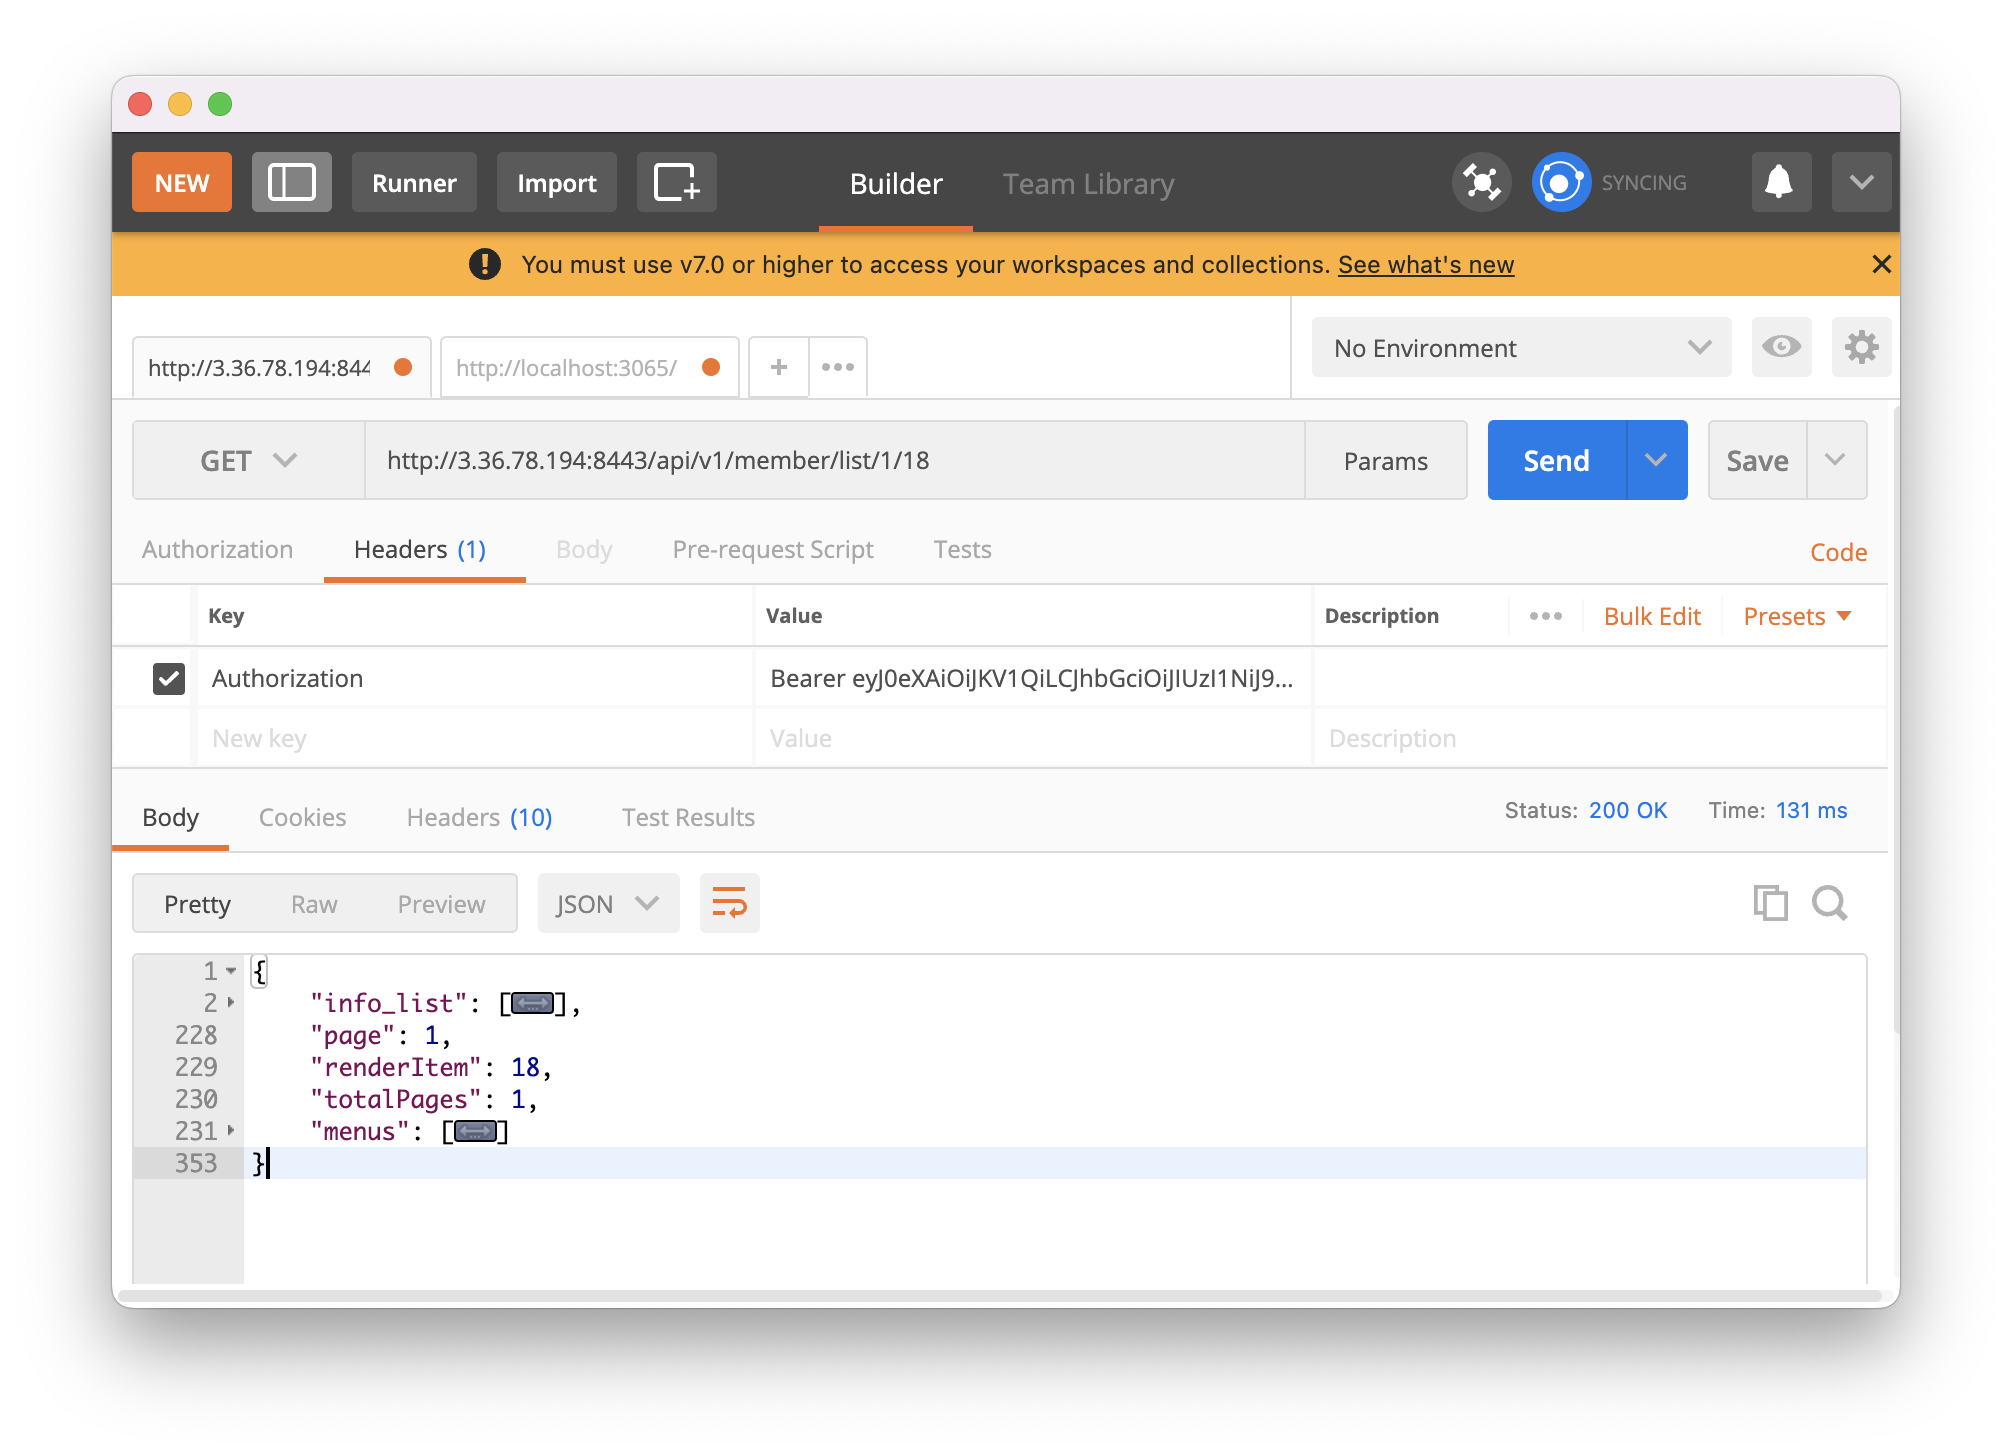 NEW Runner Import Builder Team Library SYNCING
You must use v7.0 or higher to access your workspaces and collections. See what's new
http://3.36.78.194:844 http://localhost:3065/ + ••• No Environment
GET http://3.36.78.194:8443/api/v1/member/list/1/18 Params Send Save
Authorization Headers (1) Body Pre-request Script Tests Code
Key Value Description ••• Bulk Edit Presets
Authorization Bearer eyJ0eXAiOiJKV1QiLCJhbGciOiJIUzI1NiJ9...
New key Value Description
Body Cookies Headers (10) Test Results Status: 200 OK Time: 131 ms
Pretty Raw Preview JSON
1 {
2 "info_list": [↔],
228 "page": 1,
229 "renderItem": 18,
230 "totalPages": 1,
231 "menus": [↔]
353 }